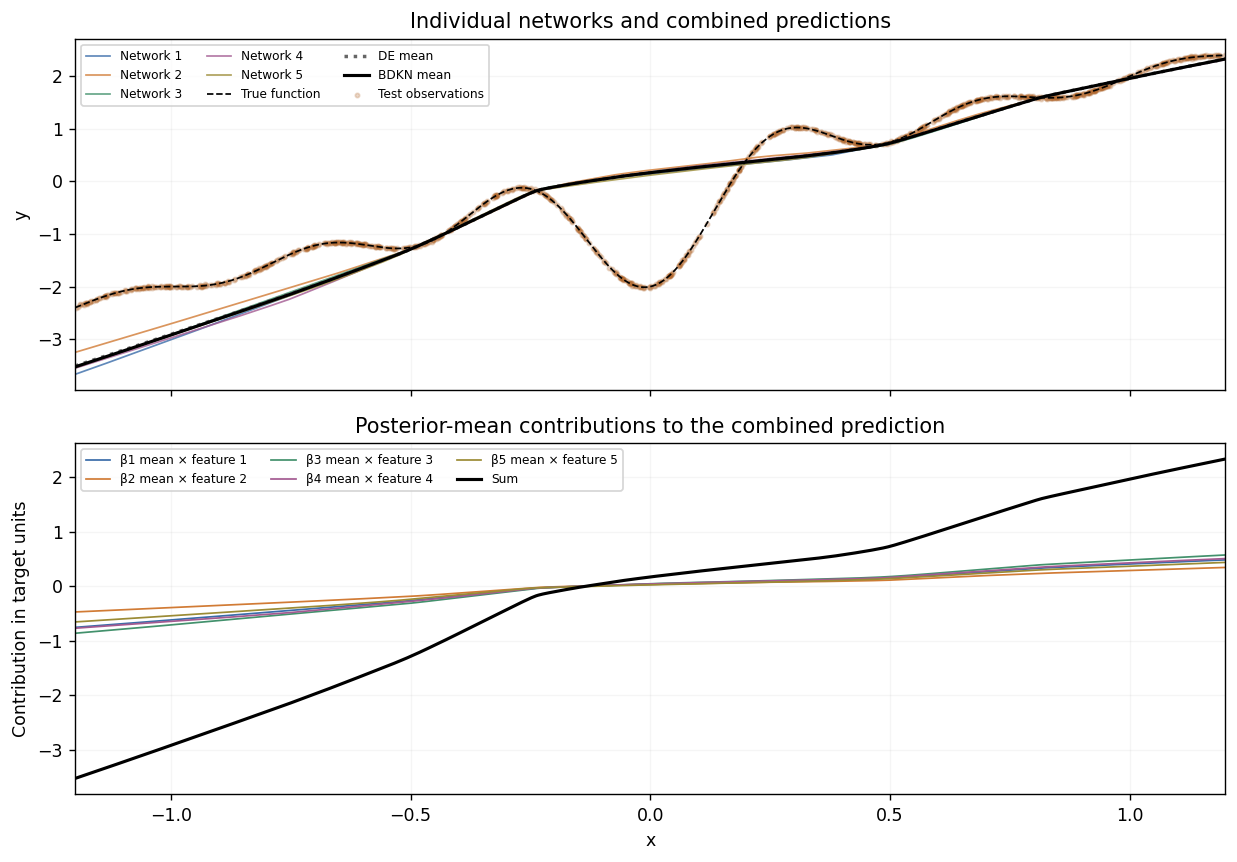 Individual networks and combined predictions
Network 1
Network 2
Network 3
Network 4
Network 5
True function
DE mean
BDKN mean
Test observations
y
2
1
0
−1
−2
−3
Posterior-mean contributions to the combined prediction
β1 mean × feature 1
β2 mean × feature 2
β3 mean × feature 3
β4 mean × feature 4
β5 mean × feature 5
Sum
Contribution in target units
2
1
0
−1
−2
−3
−1.0
−0.5
0.0
0.5
1.0
x